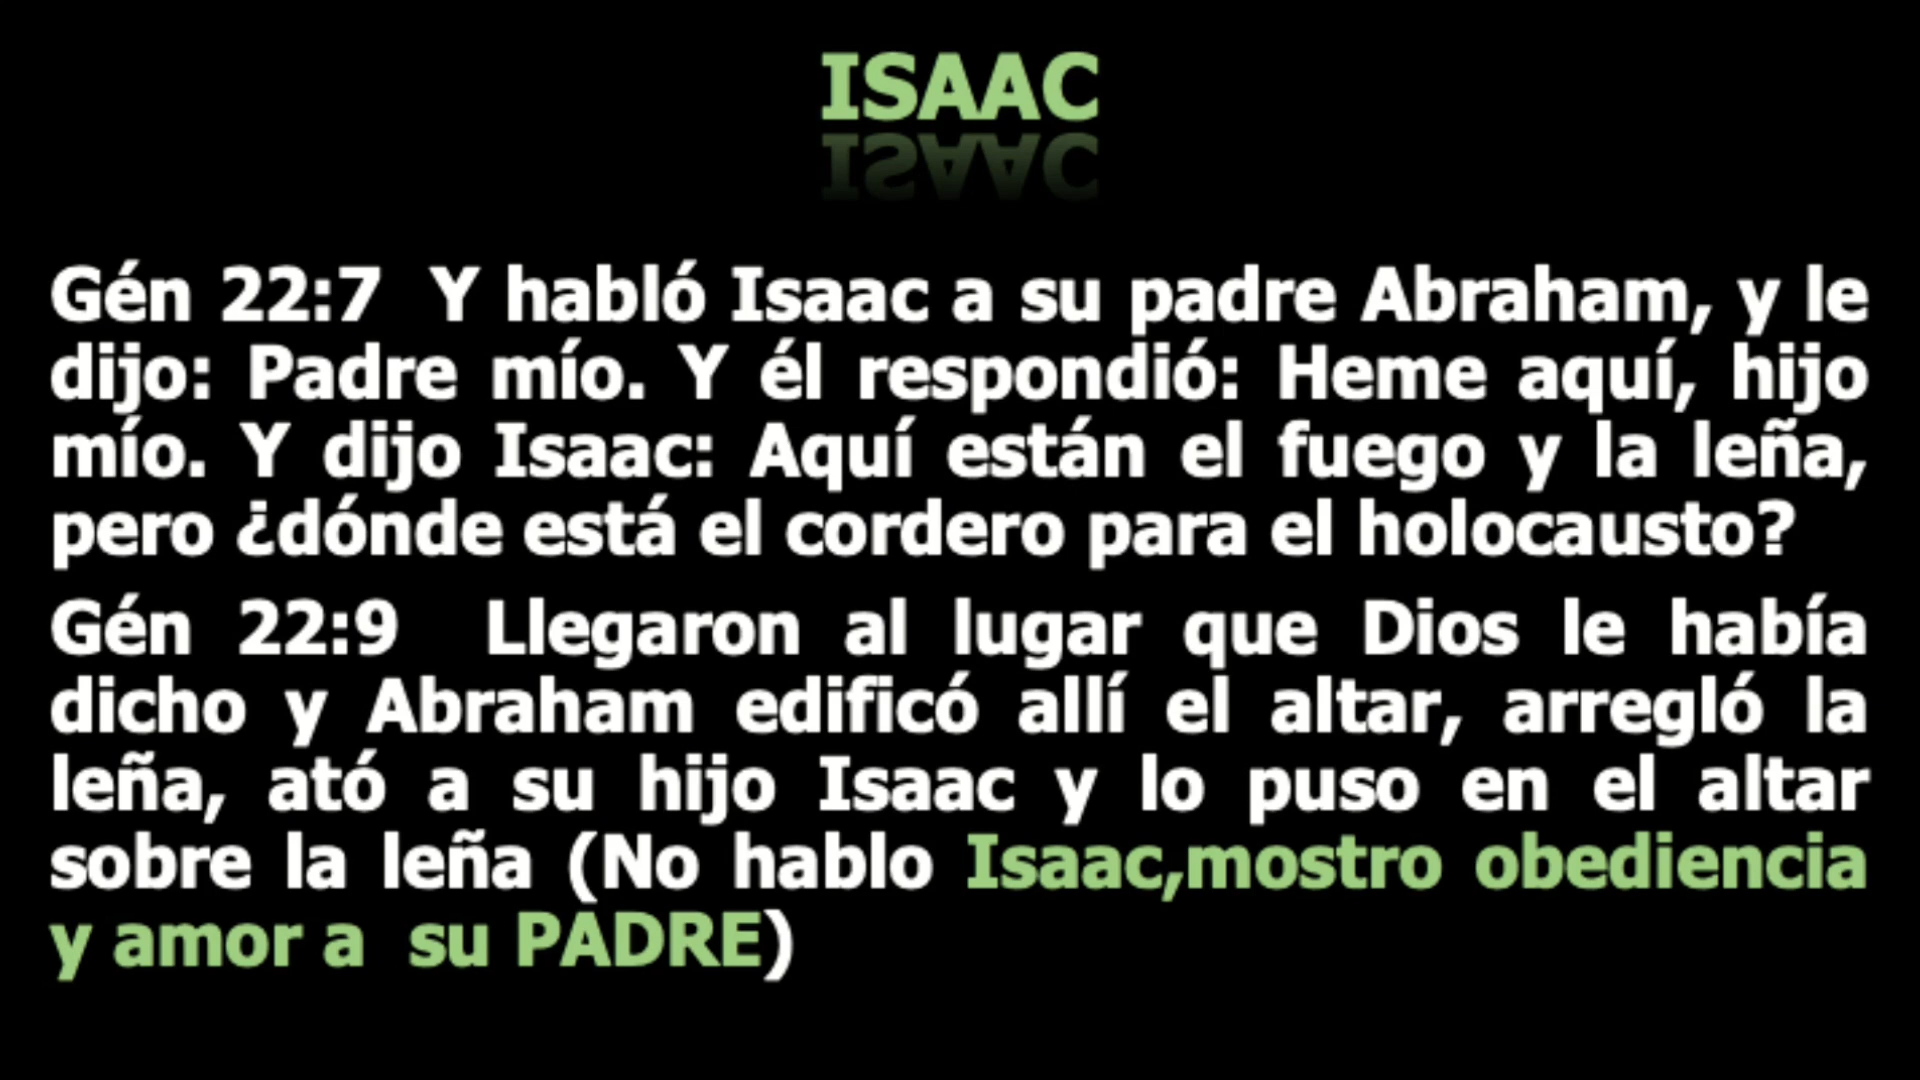 ISAAC
Gén 22:7  Y habló Isaac a su padre Abraham, y le
dijo: Padre mío. Y él respondió: Heme aquí, hijo
mío. Y dijo Isaac: Aquí están el fuego y la leña,
pero ¿dónde está el cordero para el holocausto?
Gén 22:9  Llegaron al lugar que Dios le había
dicho y Abraham edificó allí el altar, arregló la
leña, ató a su hijo Isaac y lo puso en el altar
sobre la leña (No hablo Isaac,mostro obediencia
y amor a  su PADRE)